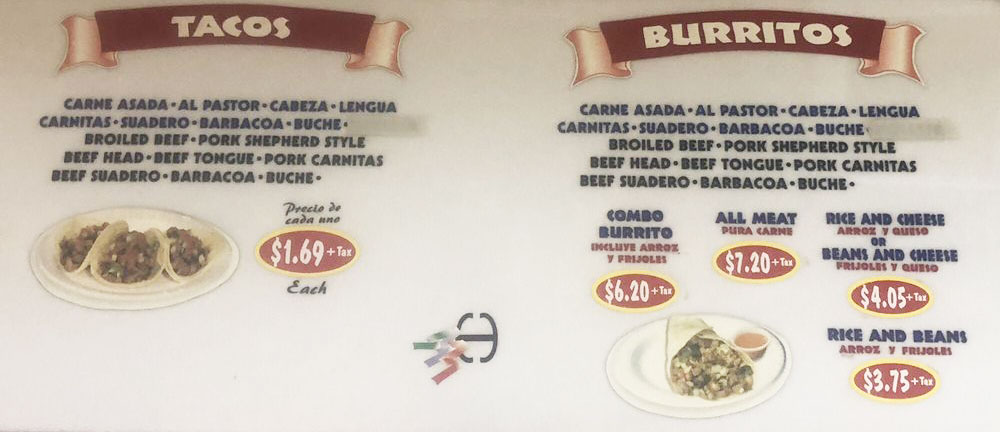 TACOS
CARNE ASADA • AL PASTOR • CABEZA • LENGUA
CARNITAS • SUADERO • BARBACOA • BUCHE •
BROILED BEEF • PORK SHEPHERD STYLE
BEEF HEAD • BEEF TONGUE • PORK CARNITAS
BEEF SUADERO • BARBACOA • BUCHE •
Precio de
cada uno
$1.69 + Tax
Each
BURRITOS
CARNE ASADA • AL PASTOR • CABEZA • LENGUA
CARNITAS • SUADERO • BARBACOA • BUCHE
BROILED BEEF • PORK SHEPHERD STYLE
BEEF HEAD • BEEF TONGUE • PORK CARNITAS
BEEF SUADERO • BARBACOA • BUCHE •
COMBO
BURRITO
INCLUYE ARROZ
Y FRIJOLES
$6.20 + Tax
ALL MEAT
PURA CARNE
$7.20 + Tax
RICE AND CHEESE
ARROZ Y QUESO
OR
BEANS AND CHEESE
FRIJOLES Y QUESO
$4.05 + Tax
RICE AND BEANS
ARROZ Y FRIJOLES
$3.75 + Tax